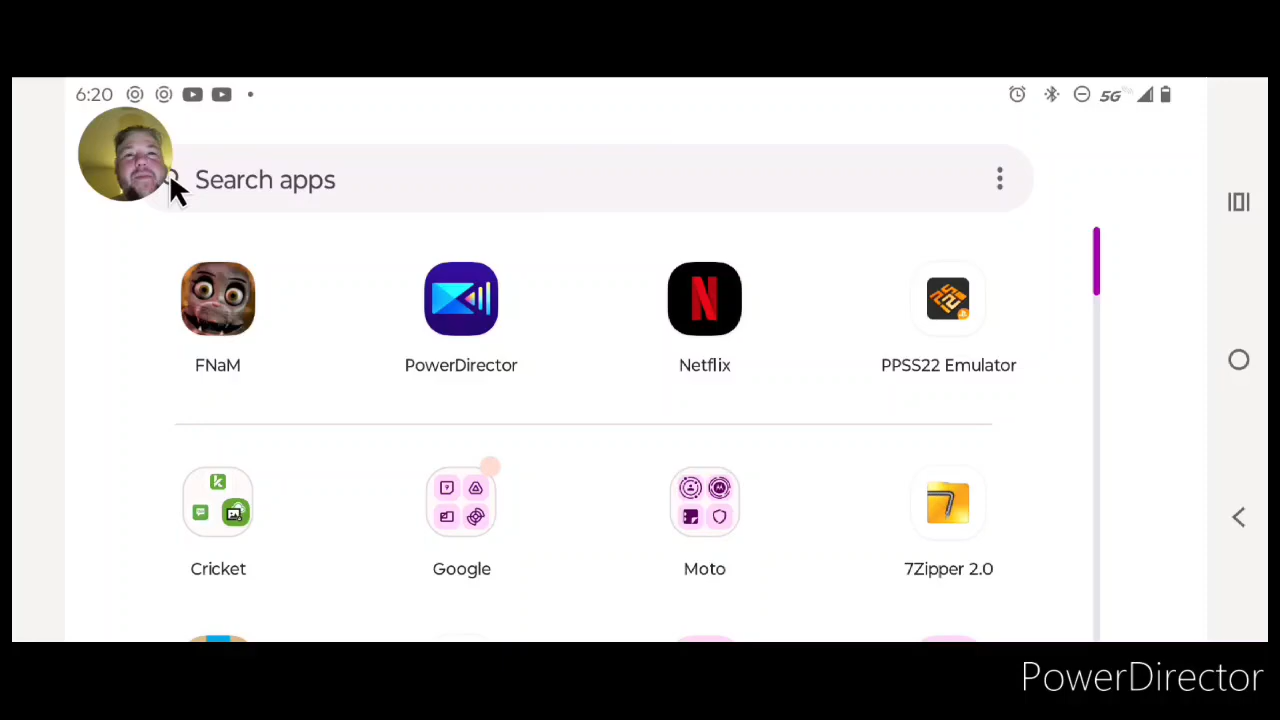 6:20
5G
Search apps
FNaM PowerDirector Netflix PPSS22 Emulator
Cricket Google Moto 7Zipper 2.0
PowerDirector